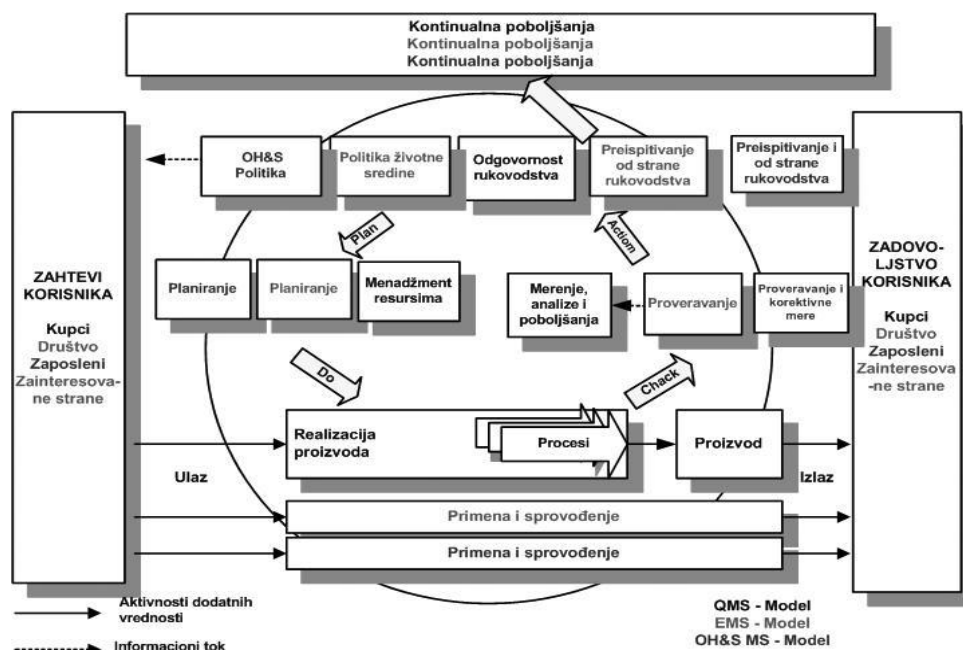 Kontinualna poboljšanja
Kontinualna poboljšanja
Kontinualna poboljšanja
OH&S
Politika
Politika životne
sredine
Odgovornost
rukovodstva
Preispitivanje
od strane
rukovodstva
Preispitivanje i
od strane
rukovodstva
Plan
Actiom
ZAHTEVI
KORISNIKA
Kupci
Društvo
Zaposleni
Zainteresova-
ne strane
Planiranje
Planiranje
Menadžment
resursima
Merenje,
analize i
poboljšanja
Proveravanje
Proveravanje i
korektivne
mere
ZADOVO-
LJSTVO
KORISNIKA
Kupci
Društvo
Zaposleni
Zainteresova
-ne strane
Do
Chack
Realizacija
proizvoda
Procesi
Proizvod
Ulaz
Izlaz
Primena i sprovođenje
Primena i sprovođenje
Aktivnosti dodatnih
vrednosti
Informacioni tok
QMS - Model
EMS - Model
OH&S MS - Model